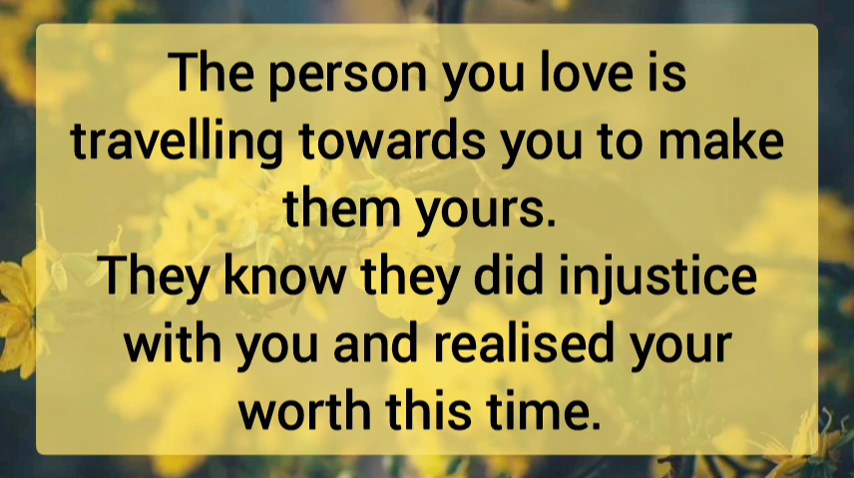 The person you love is
travelling towards you to make
them yours.
They know they did injustice
with you and realised your
worth this time.